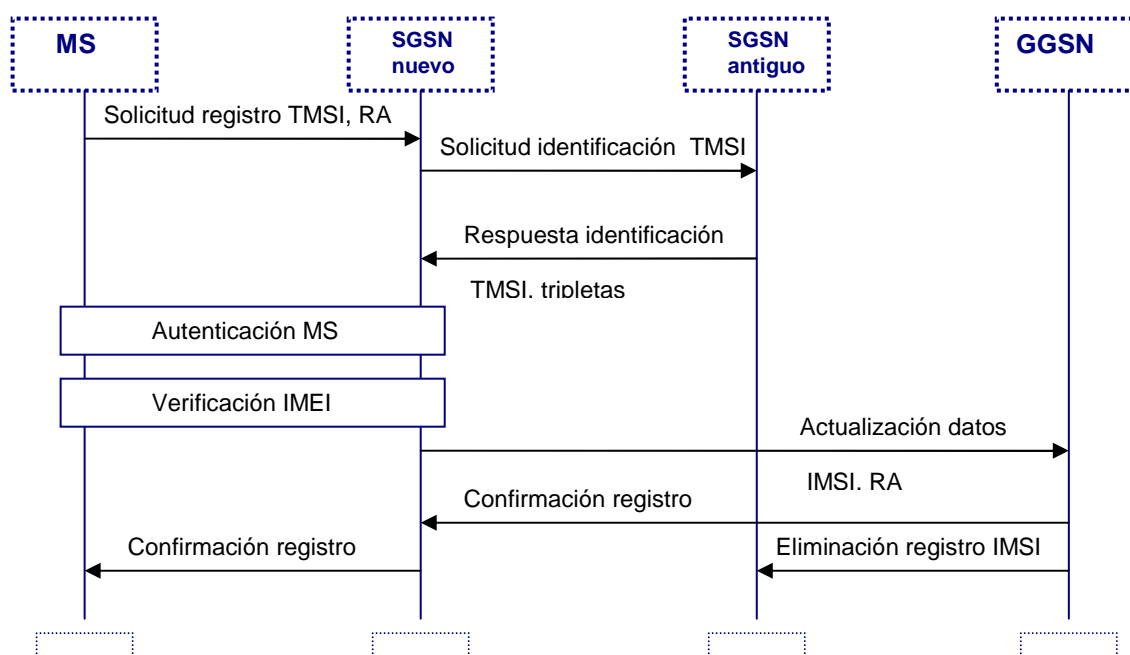 MS
SGSN
nuevo
SGSN
antiguo
GGSN
Solicitud registro TMSI, RA
Solicitud identificación TMSI
Respuesta identificación
TMSI, tripletas
Autenticación MS
Verificación IMEI
Actualización datos
IMSI, RA
Confirmación registro
Confirmación registro
Eliminación registro IMSI